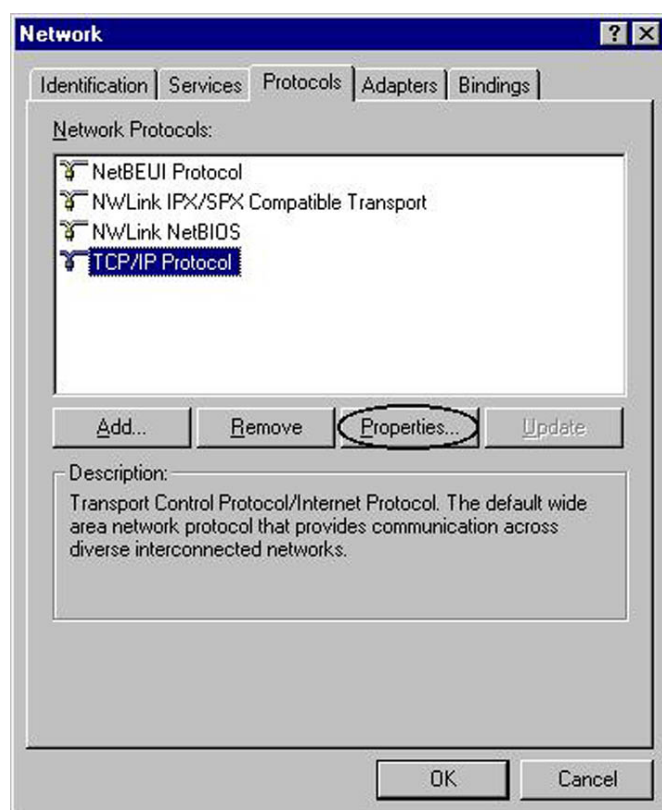 Network
Identification Services Protocols Adapters Bindings
Network Protocols:
NetBEUI Protocol
NWLink IPX/SPX Compatible Transport
NWLink NetBIOS
TCP/IP Protocol
Add... Remove Properties... Update
Description:
Transport Control Protocol/Internet Protocol. The default wide
area network protocol that provides communication across
diverse interconnected networks.
OK Cancel